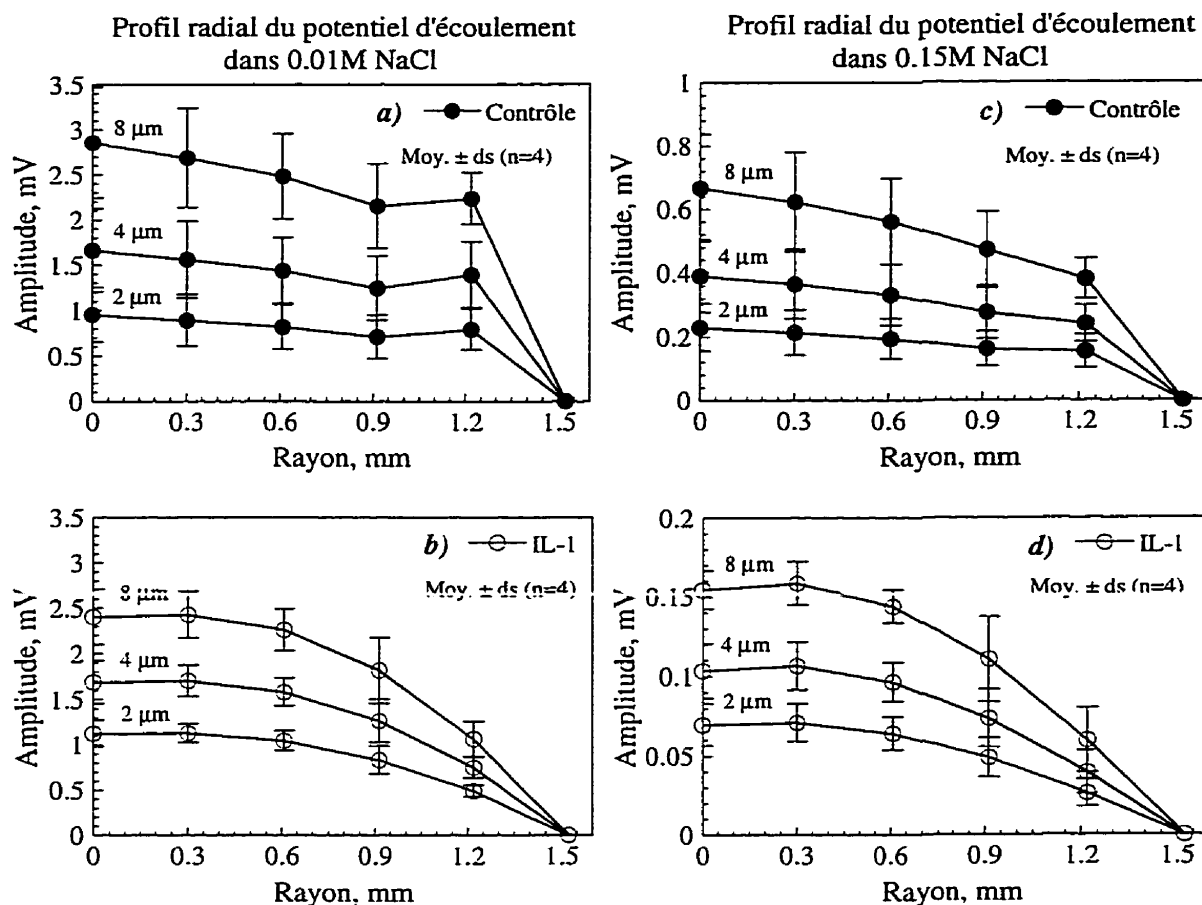 Profil radial du potentiel d'écoulement
dans 0.01M NaCl
3.5
3
2.5
2
1.5
1
0.5
0
Amplitude, mV
8 µm
4 µm
2 µm
a) Contrôle
Moy. ± ds (n=4)
0 0.3 0.6 0.9 1.2 1.5
Rayon, mm
Profil radial du potentiel d'écoulement
dans 0.15M NaCl
1
0.8
0.6
0.4
0.2
0
Amplitude, mV
8 µm
4 µm
2 µm
c) Contrôle
Moy. ± ds (n=4)
0 0.3 0.6 0.9 1.2 1.5
Rayon, mm
3.5
3
2.5
2
1.5
1
0.5
0
Amplitude, mV
8 µm
4 µm
2 µm
b) IL-1
Moy. ± ds (n=4)
0 0.3 0.6 0.9 1.2 1.5
Rayon, mm
0.2
0.15
0.1
0.05
0
Amplitude, mV
8 µm
4 µm
2 µm
d) IL-1
Moy. ± ds (n=4)
0 0.3 0.6 0.9 1.2 1.5
Rayon, mm